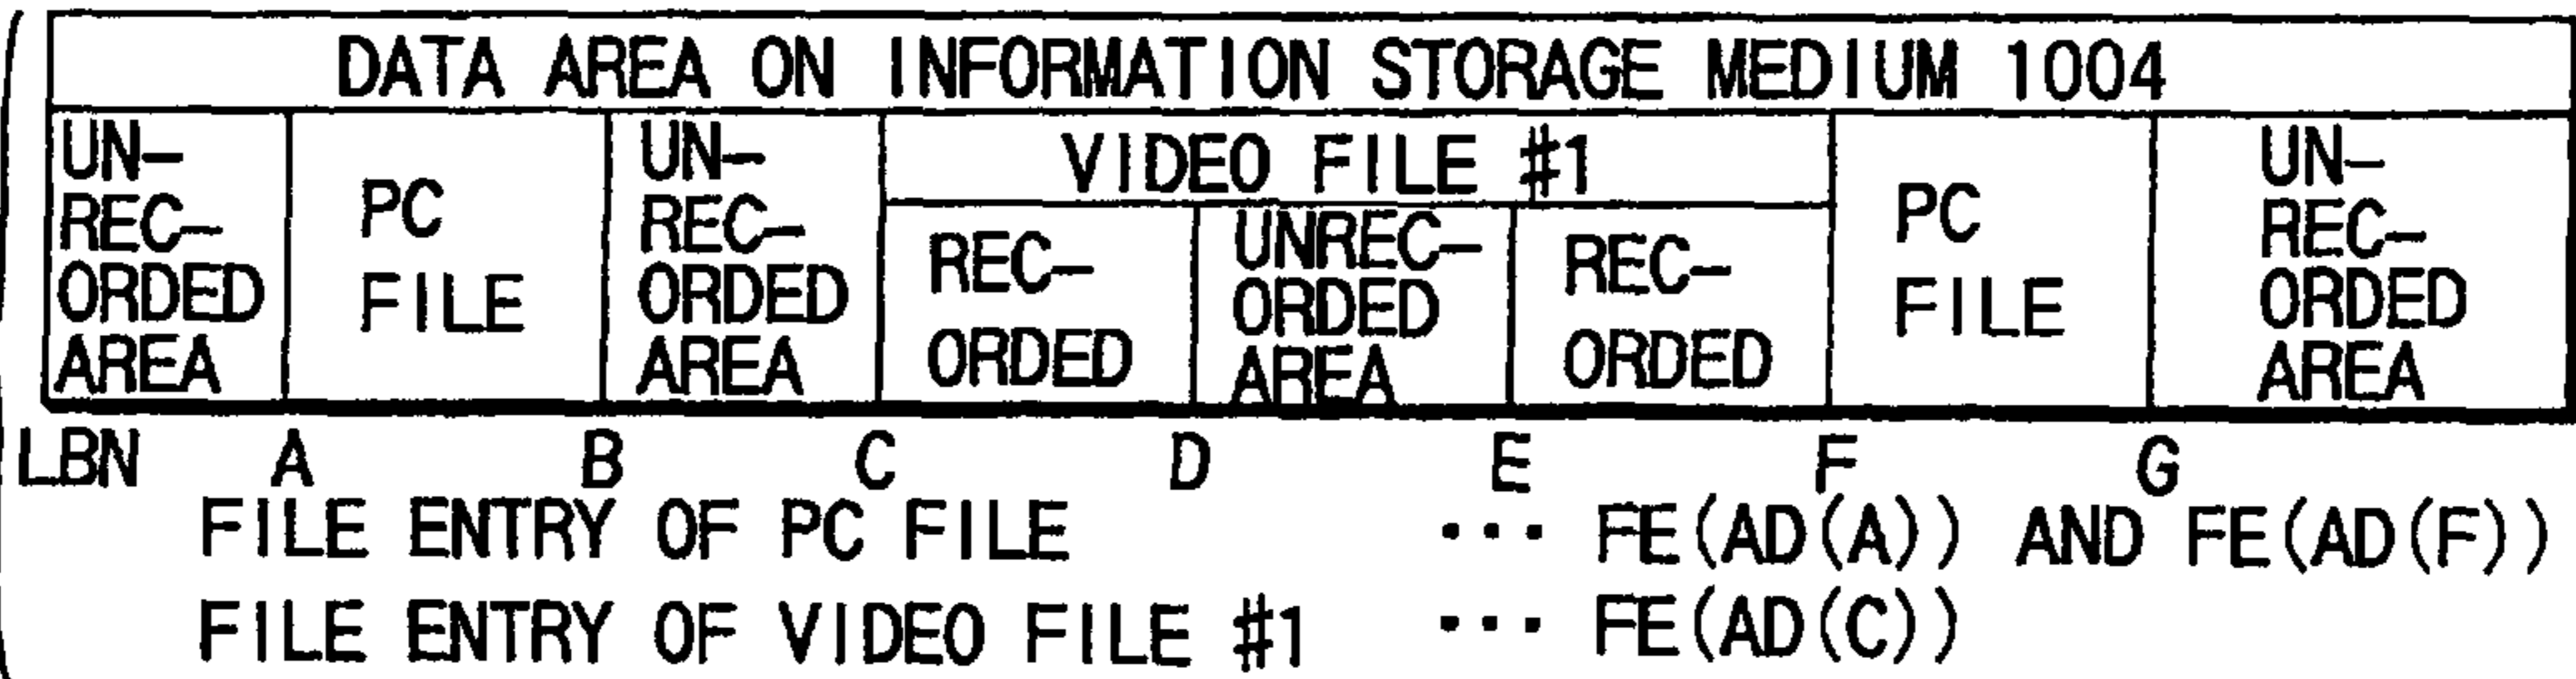 DATA AREA ON INFORMATION STORAGE MEDIUM 1004
UN-
REC-
ORDED
AREA
PC
FILE
UN-
REC-
ORDED
AREA
VIDEO FILE #1
REC-
ORDED
UNREC-
ORDED
AREA
REC-
ORDED
PC
FILE
UN-
REC-
ORDED
AREA
LBN A B C D E F G
FILE ENTRY OF PC FILE ··· FE(AD(A)) AND FE(AD(F))
FILE ENTRY OF VIDEO FILE #1 ··· FE(AD(C))